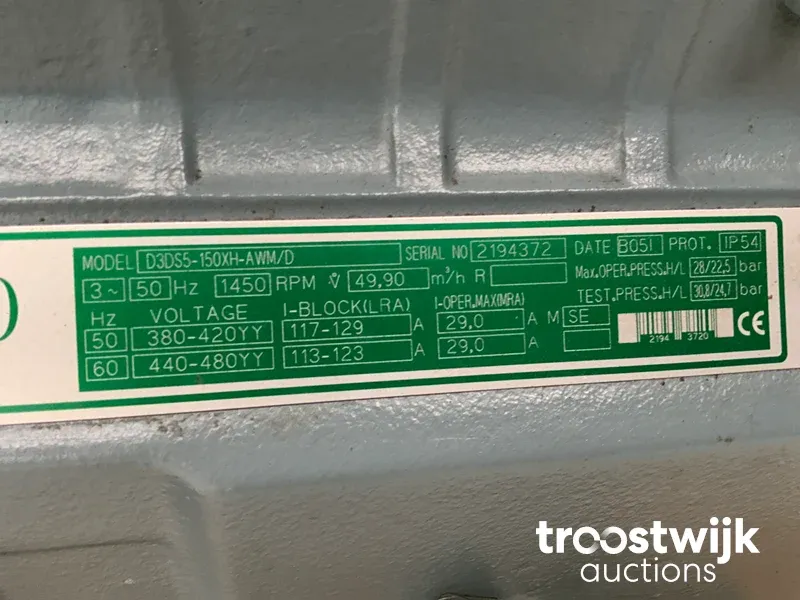 MODEL D3DS5-150XH-AWM/D SERIAL NO 2194372 DATE B05I PROT. IP54
3~ 50 Hz 1450 RPM V̇ 49,90 m³/h R Max.OPER.PRESS.H/L 28/22,5 bar
TEST.PRESS.H/L 30,8/24,7 bar
Hz VOLTAGE I-BLOCK(LRA) I-OPER.MAX(MRA)
50 380-420YY 117-129 A 29,0 A M SE
60 440-480YY 113-123 A 29,0 A
2194 3720 CE
troostwijk
auctions